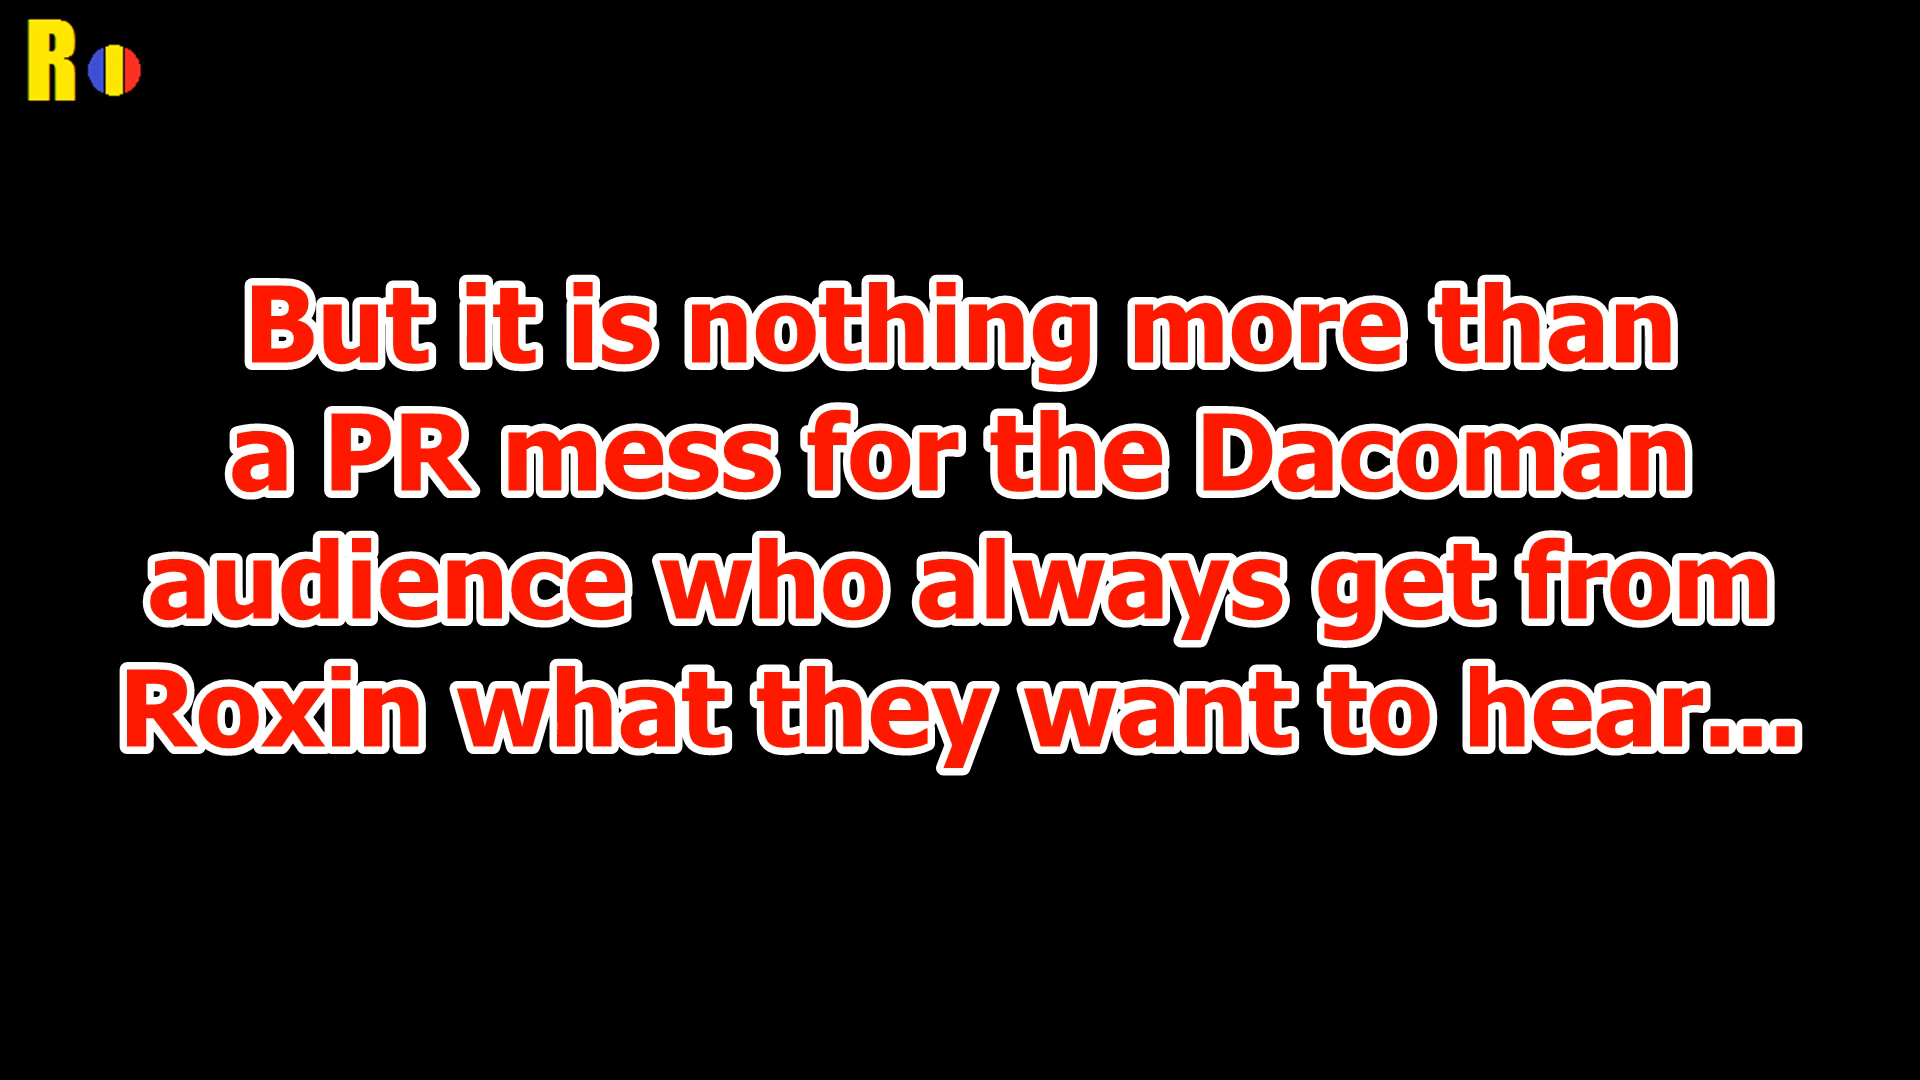 RO
But it is nothing more than
a PR mess for the Dacoman
audience who always get from
Roxin what they want to hear...